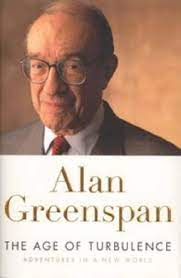 Alan
Greenspan
THE AGE OF TURBULENCE
ADVENTURES IN A NEW WORLD